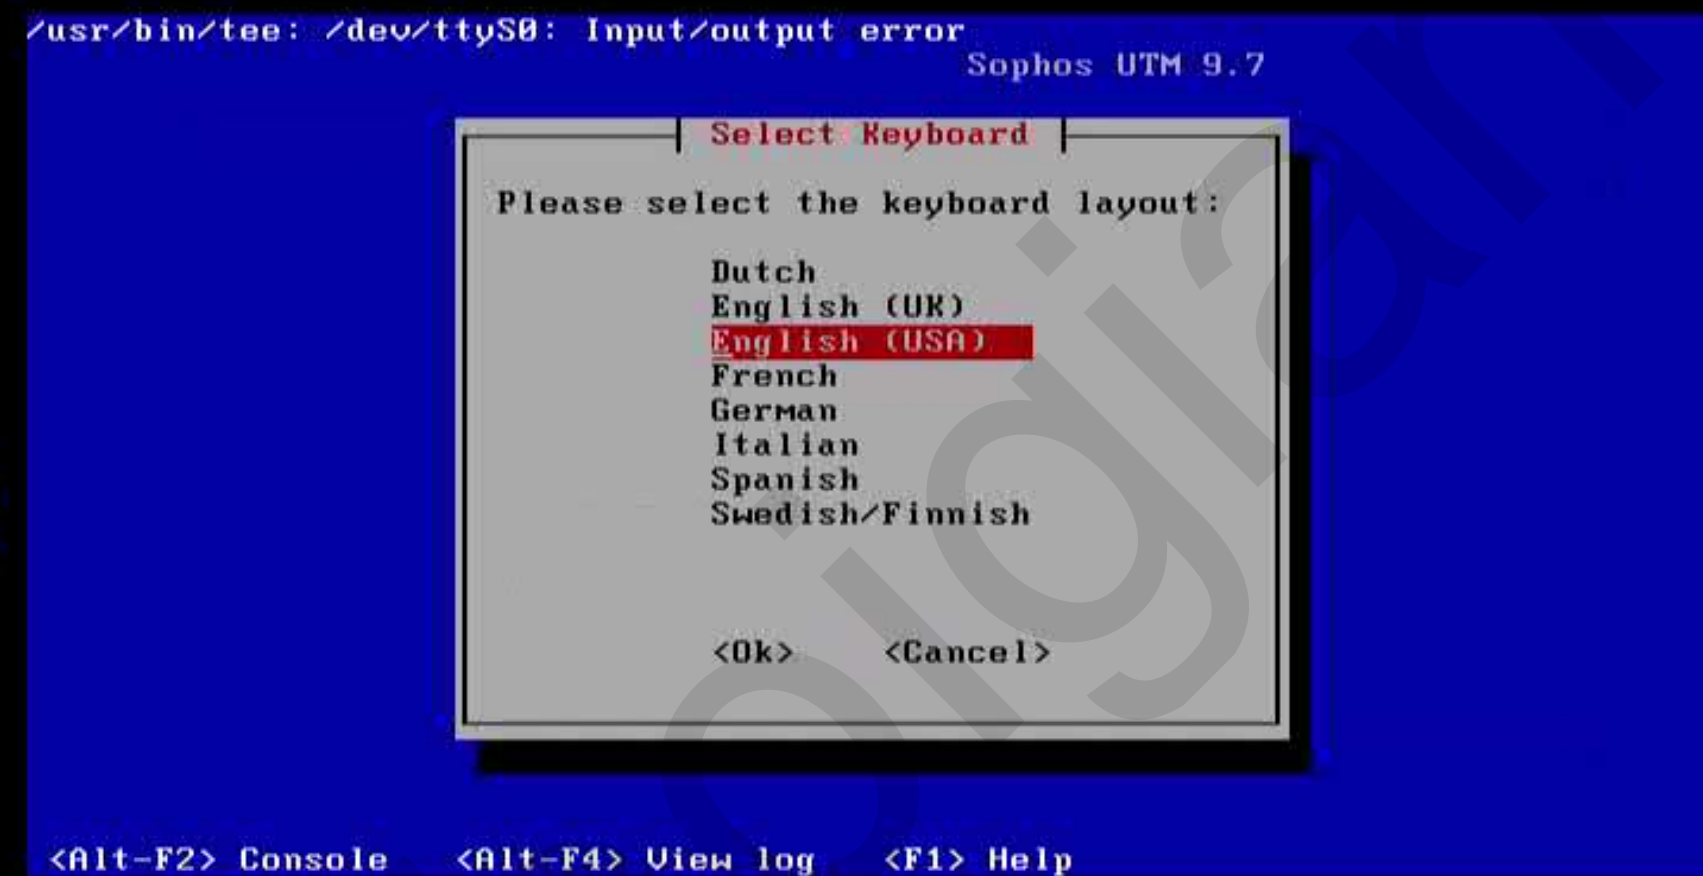 /usr/bin/tee: /dev/ttyS0: Input/output error
Sophos UTM 9.7
Select Keyboard
Please select the keyboard layout:
Dutch
English (UK)
English (USA)
French
German
Italian
Spanish
Swedish/Finnish
<Ok> <Cancel>
<Alt-F2> Console <Alt-F4> View log <F1> Help